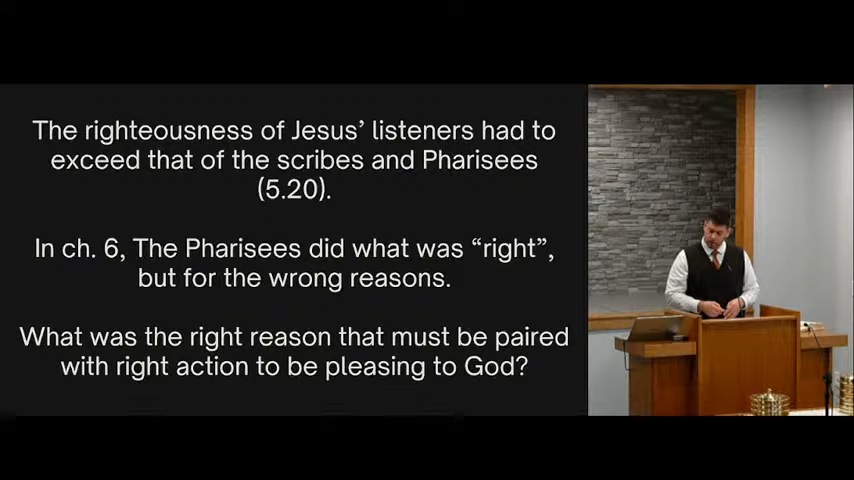 The righteousness of Jesus’ listeners had to
exceed that of the scribes and Pharisees
(5.20).
In ch. 6, The Pharisees did what was “right”,
but for the wrong reasons.
What was the right reason that must be paired
with right action to be pleasing to God?